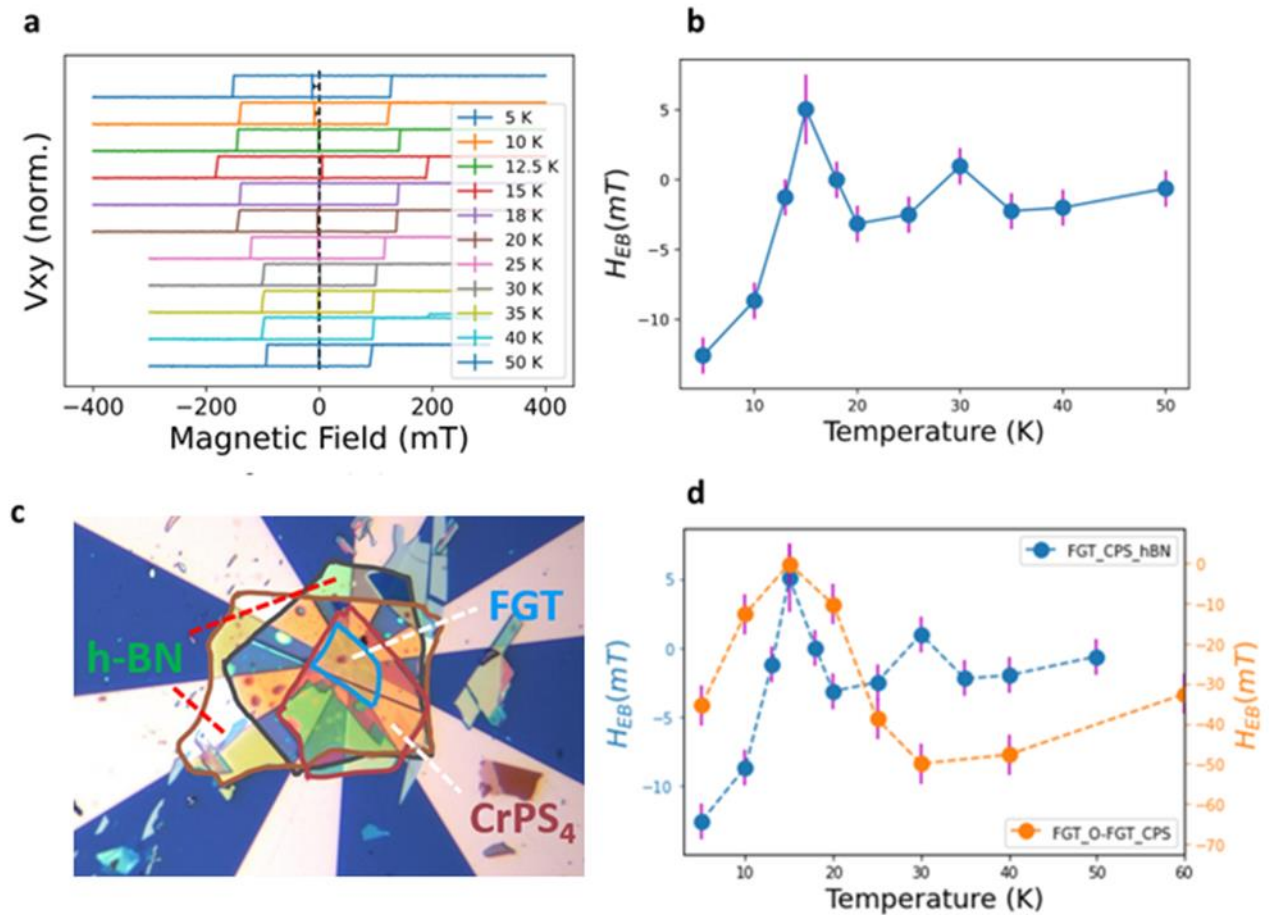 a
Vxy (norm.)
5 K
10 K
12.5 K
15 K
18 K
20 K
25 K
30 K
35 K
40 K
50 K
−400 −200 0 200 400
Magnetic Field (mT)
b
H_EB(mT)
5
0
−5
−10
10 20 30 40 50
Temperature (K)
c
h-BN
FGT
CrPS₄
d
H_EB(mT)
5
0
−5
−10
FGT_CPS_hBN
FGT_O-FGT_CPS
0
−10
−20
−30
−40
−50
−60
−70
H_EB(mT)
10 20 30 40 50 60
Temperature (K)